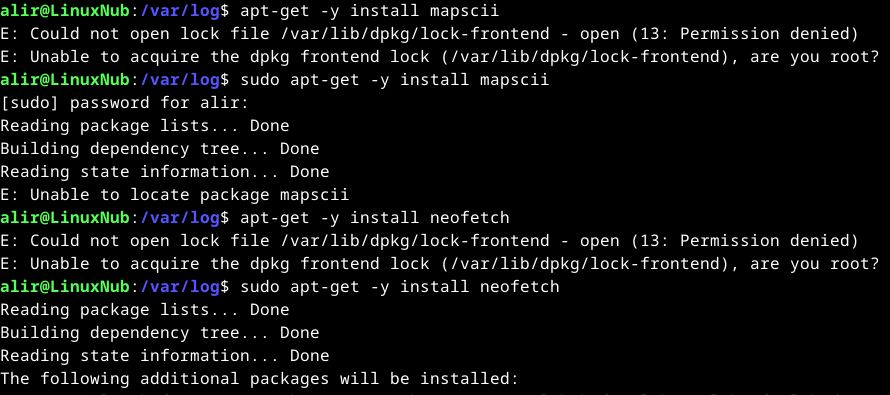 alir@LinuxNub:/var/log$ apt-get -y install mapscii
E: Could not open lock file /var/lib/dpkg/lock-frontend - open (13: Permission denied)
E: Unable to acquire the dpkg frontend lock (/var/lib/dpkg/lock-frontend), are you root?
alir@LinuxNub:/var/log$ sudo apt-get -y install mapscii
[sudo] password for alir:
Reading package lists... Done
Building dependency tree... Done
Reading state information... Done
E: Unable to locate package mapscii
alir@LinuxNub:/var/log$ apt-get -y install neofetch
E: Could not open lock file /var/lib/dpkg/lock-frontend - open (13: Permission denied)
E: Unable to acquire the dpkg frontend lock (/var/lib/dpkg/lock-frontend), are you root?
alir@LinuxNub:/var/log$ sudo apt-get -y install neofetch
Reading package lists... Done
Building dependency tree... Done
Reading state information... Done
The following additional packages will be installed: